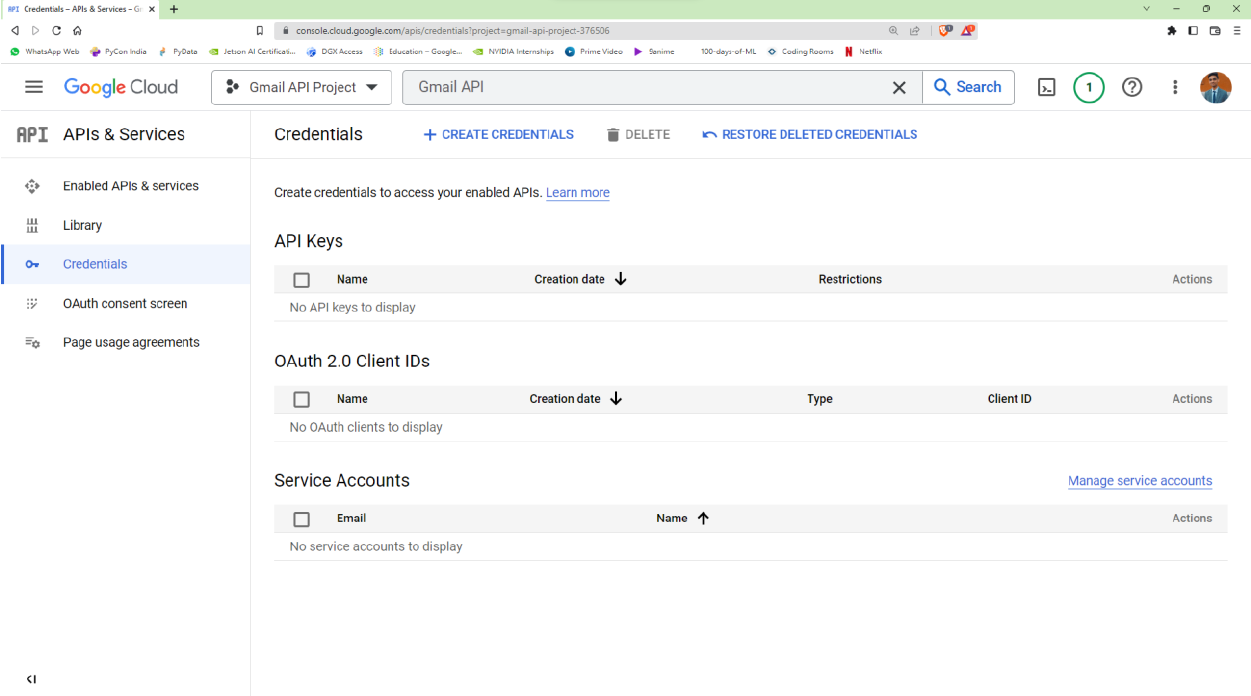 API Credentials – APIs & Services – G
console.cloud.google.com/apis/credentials?project=gmail-api-project-376506
WhatsApp Web PyCon India PyData Jetson AI Certificati... DGX Access Education – Google... NVIDIA Internships Prime Video 9anime 100-days-of-ML Coding Rooms Netflix
Google Cloud Gmail API Project Gmail API Search 1
API APIs & Services Credentials CREATE CREDENTIALS DELETE RESTORE DELETED CREDENTIALS
Enabled APIs & services
Library
Credentials
OAuth consent screen
Page usage agreements
Create credentials to access your enabled APIs. Learn more
API Keys
Name Creation date Restrictions Actions
No API keys to display
OAuth 2.0 Client IDs
Name Creation date Type Client ID Actions
No OAuth clients to display
Service Accounts Manage service accounts
Email Name Actions
No service accounts to display